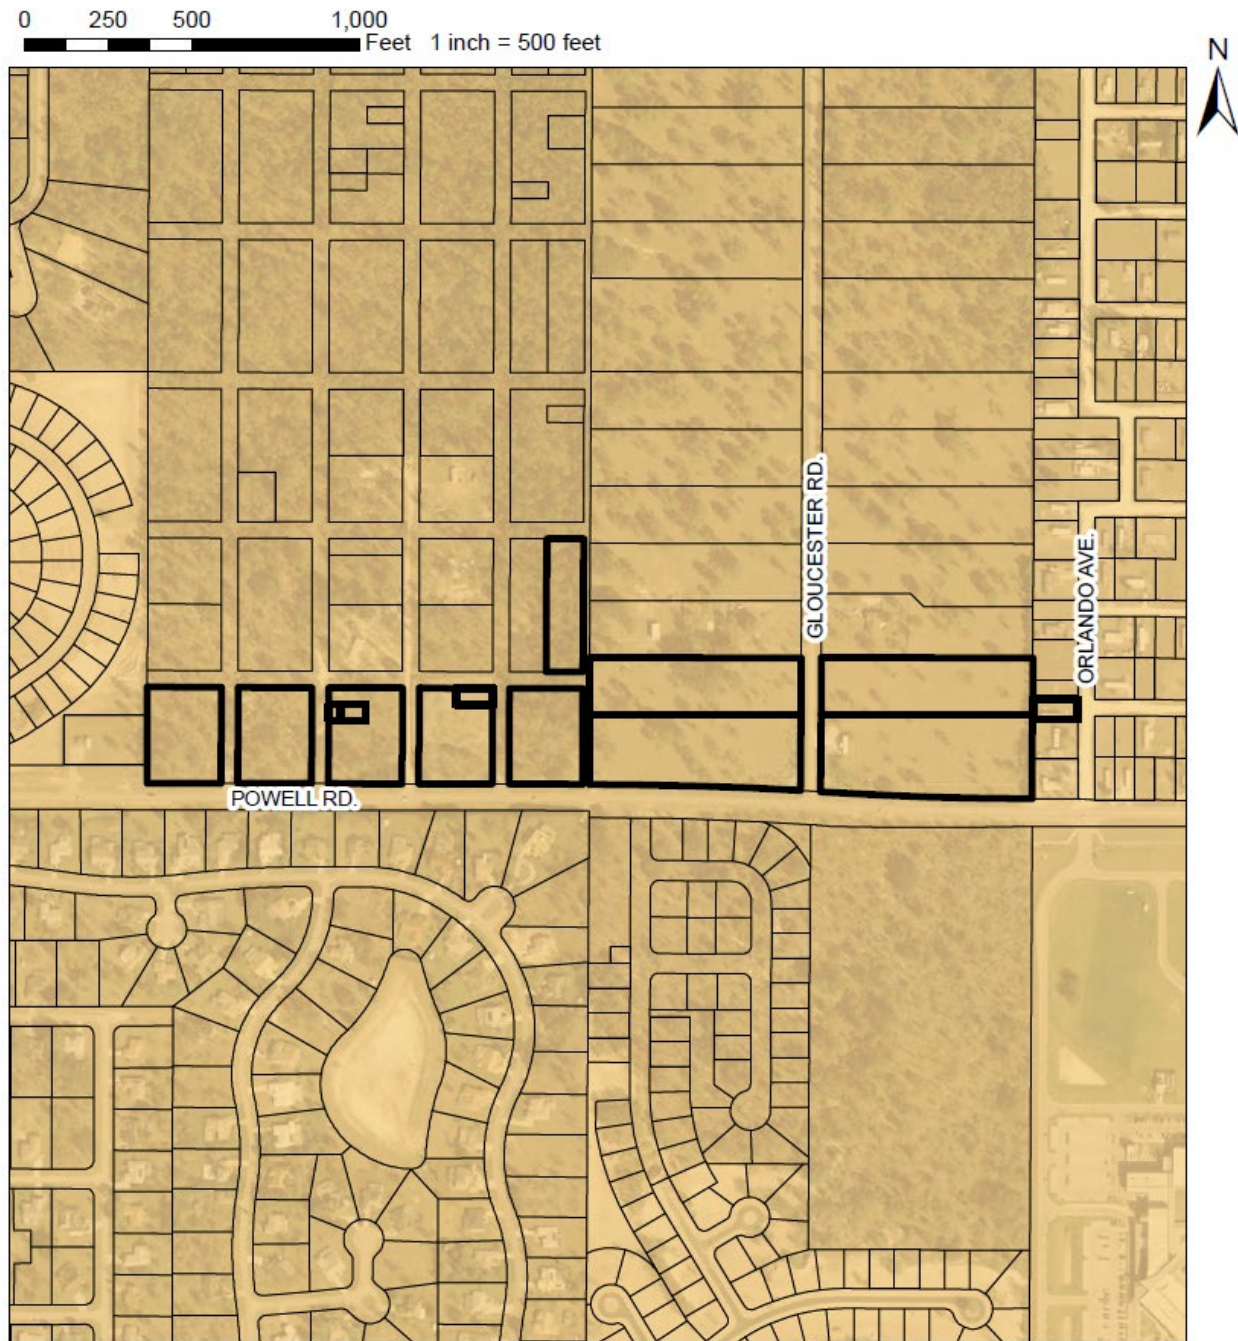 0 250 500 1,000
Feet 1 inch = 500 feet
N
GLOUCESTER RD.
ORLANDO AVE.
POWELL RD.